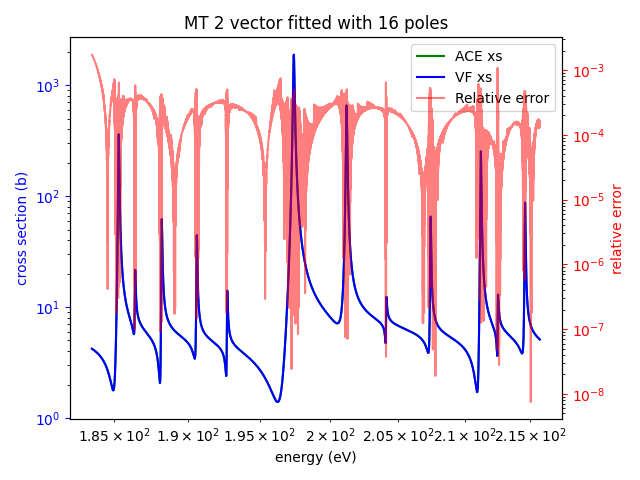 MT 2 vector fitted with 16 poles
ACE xs
VF xs
Relative error
cross section (b)
10³
10²
10¹
10⁰
relative error
10⁻³
10⁻⁴
10⁻⁵
10⁻⁶
10⁻⁷
10⁻⁸
1.85 × 10² 1.9 × 10² 1.95 × 10² 2 × 10² 2.05 × 10² 2.1 × 10² 2.15 × 10²
energy (eV)